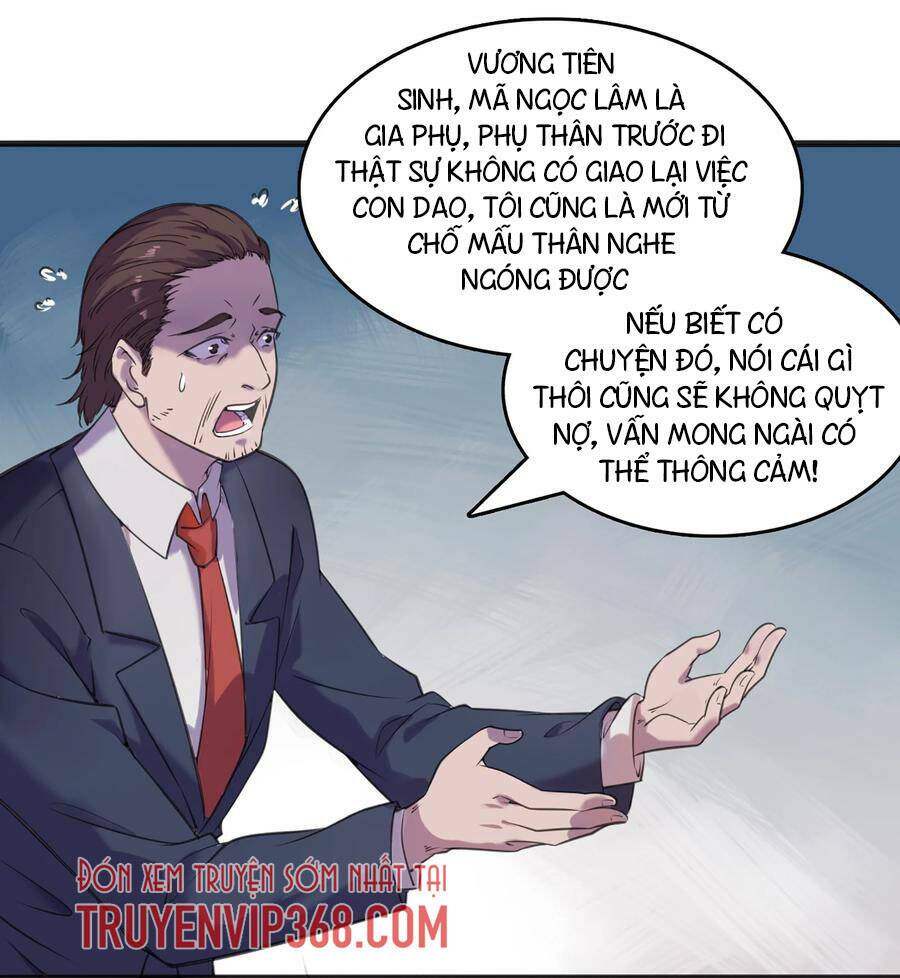 VƯƠNG TIÊN
SINH, MÃ NGỌC LÂM LÀ
GIA PHỤ, PHỤ THÂN TRƯỚC ĐI
THẬT SỰ KHÔNG CÓ GIAO LẠI VIỆC
CON DAO, TÔI CŨNG LÀ MỚI TỪ
CHỖ MẪU THÂN NGHE
NGÓNG ĐƯỢC
NẾU BIẾT CÓ
CHUYỆN ĐÓ, NÓI CÁI GÌ
THÔI CŨNG SẼ KHÔNG QUỴT
NỢ, VẪN MONG NGÀI CÓ
THỂ THÔNG CẢM!
ĐÓN XEM TRUYỆN SỚM NHẤT TẠI
TRUYENVIP368.COM